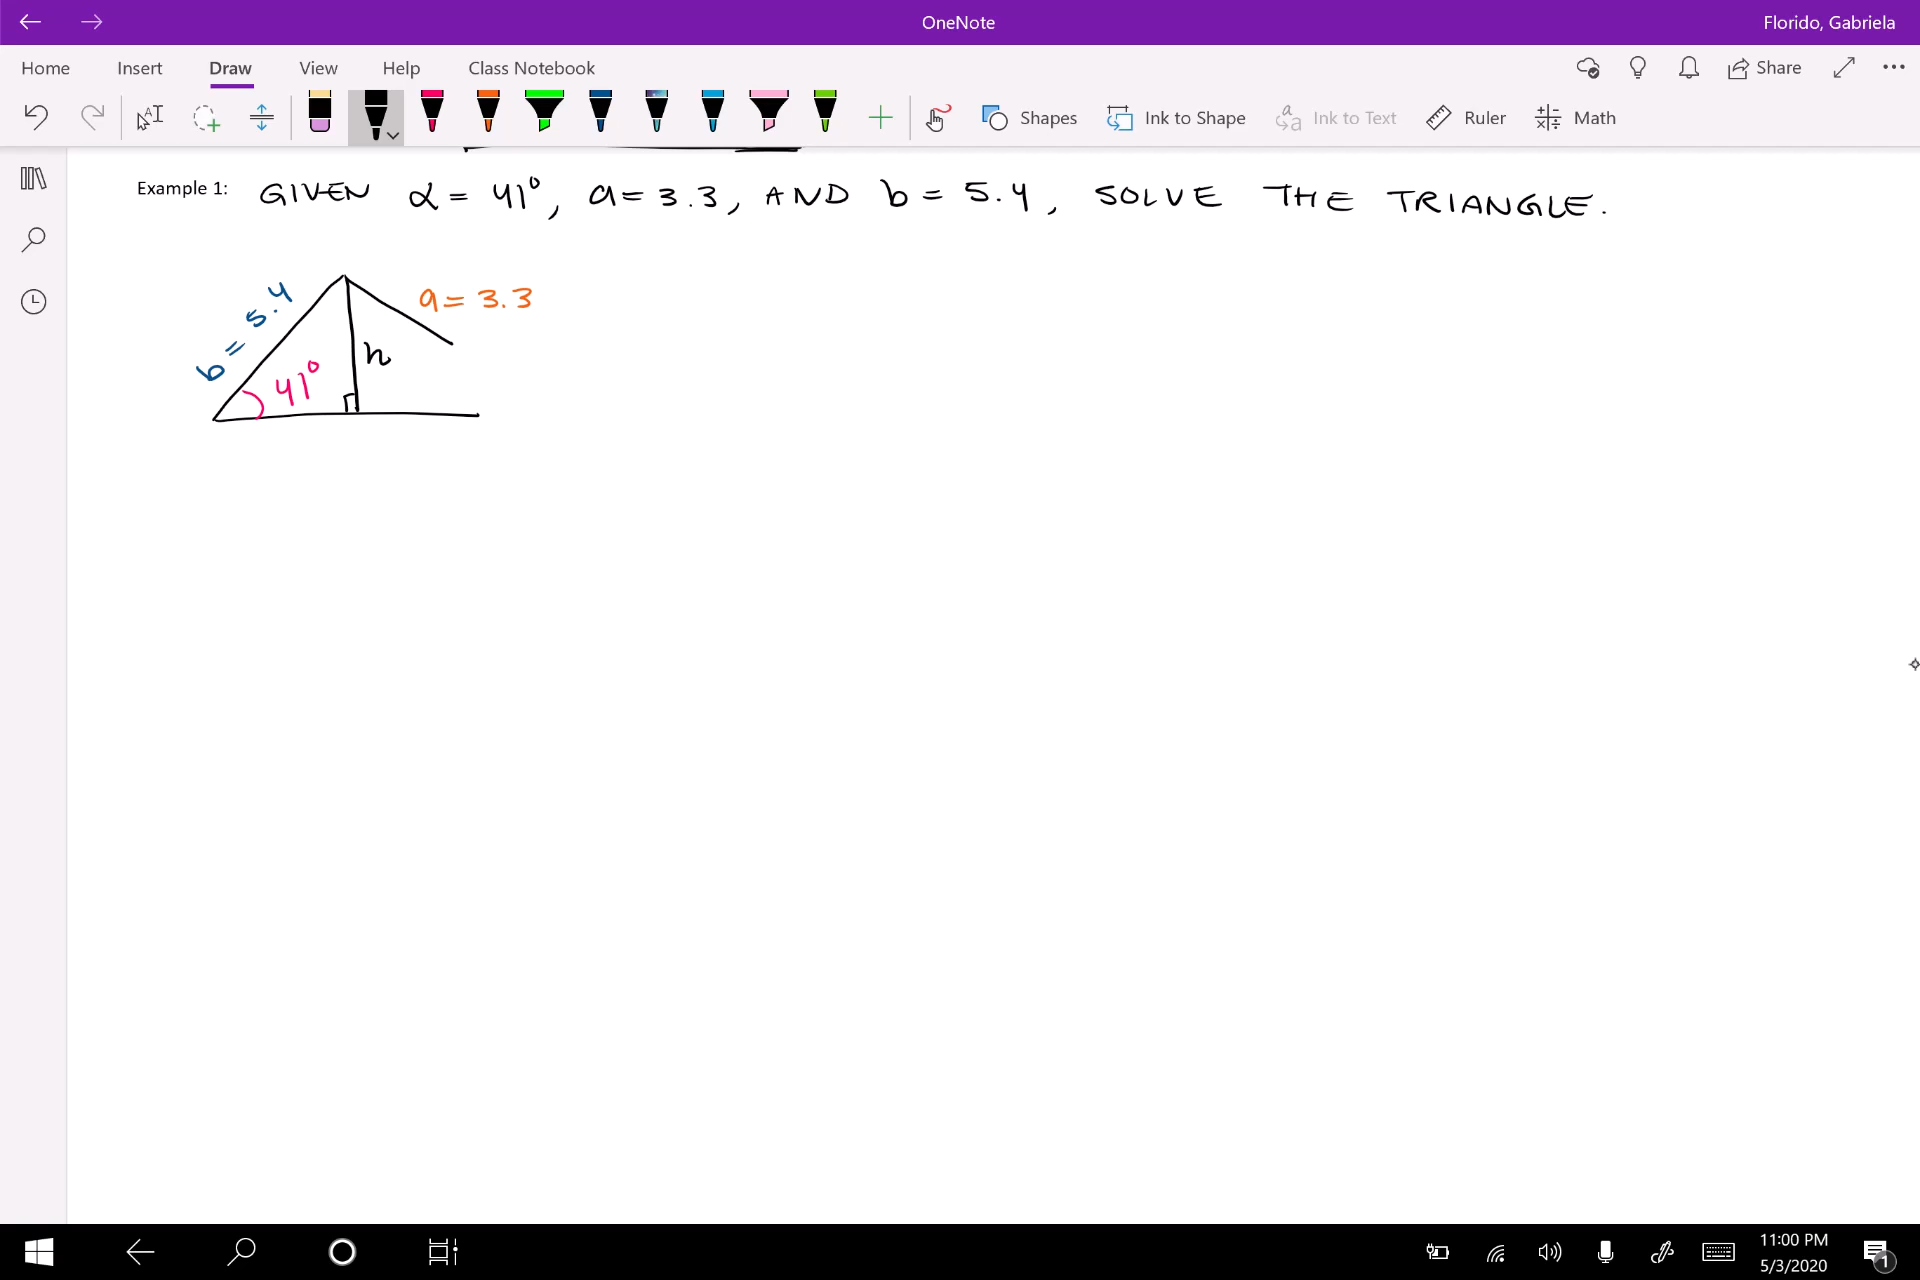 OneNote
Florido, Gabriela
Home Insert Draw View Help Class Notebook Share
Shapes Ink to Shape Ink to Text Ruler Math
Example 1: GIVEN α = 41°, a = 3.3, AND b = 5.4, SOLVE THE TRIANGLE.
b = 5.4
a = 3.3
h
41°
11:00 PM
5/3/2020
1